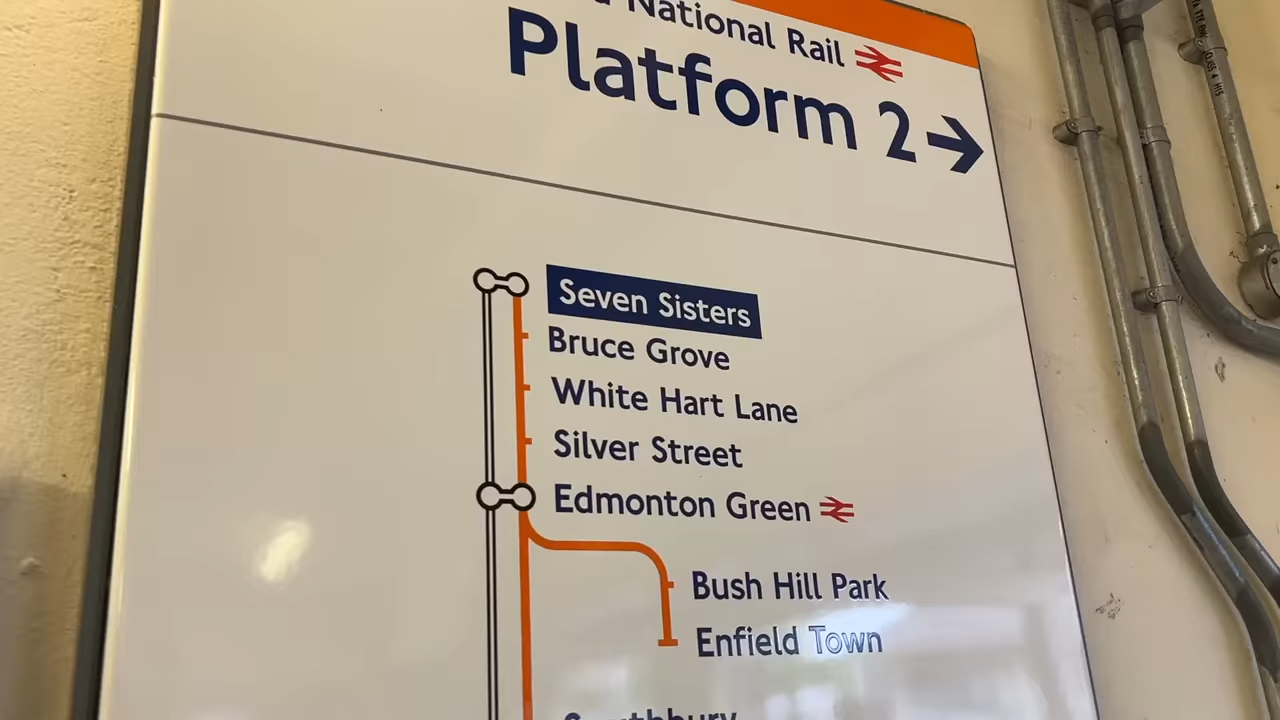 National Rail
Platform 2 →
Seven Sisters
Bruce Grove
White Hart Lane
Silver Street
Edmonton Green
Bush Hill Park
Enfield Town
Southbury